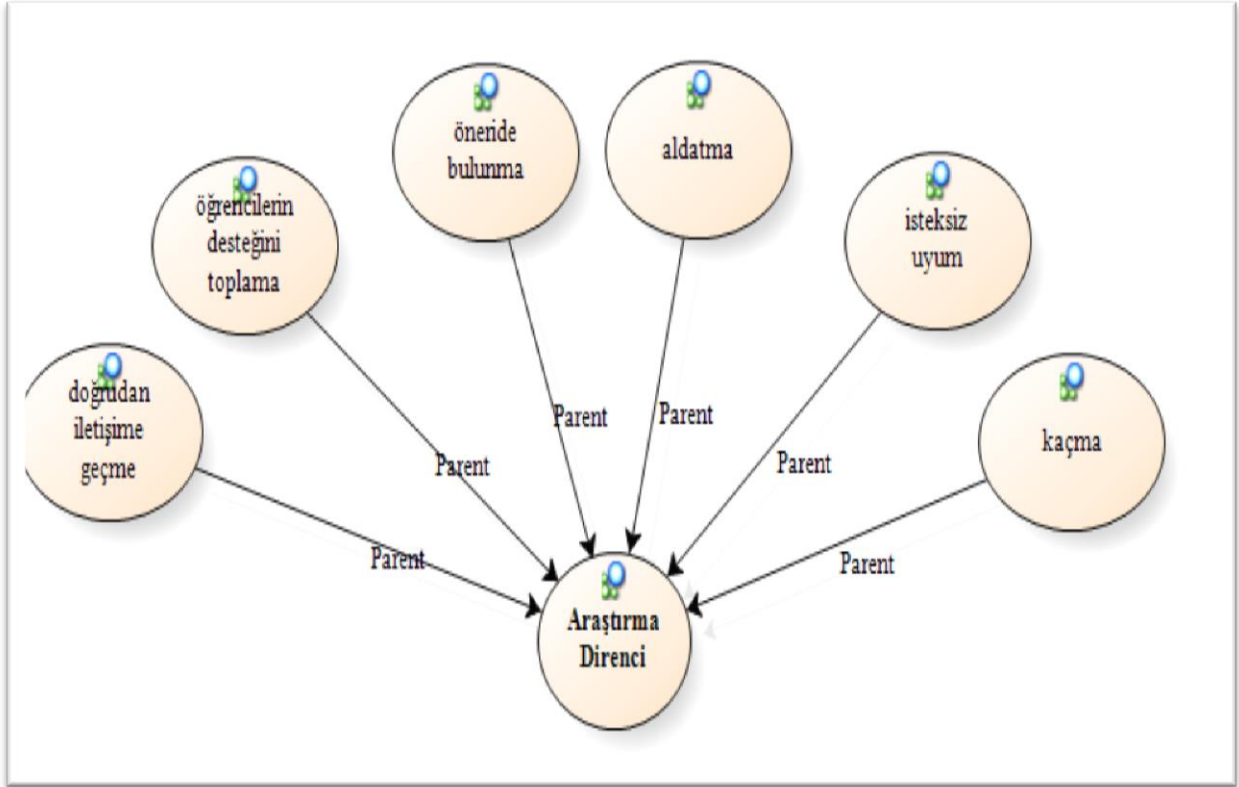 öneride
bulunma
aldatma
öğrencilerin
desteğini
toplama
isteksiz
uyum
doğrudan
iletişime
geçme
kaçma
Parent
Parent
Parent
Parent
Parent
Parent
Araştırma
Direnci